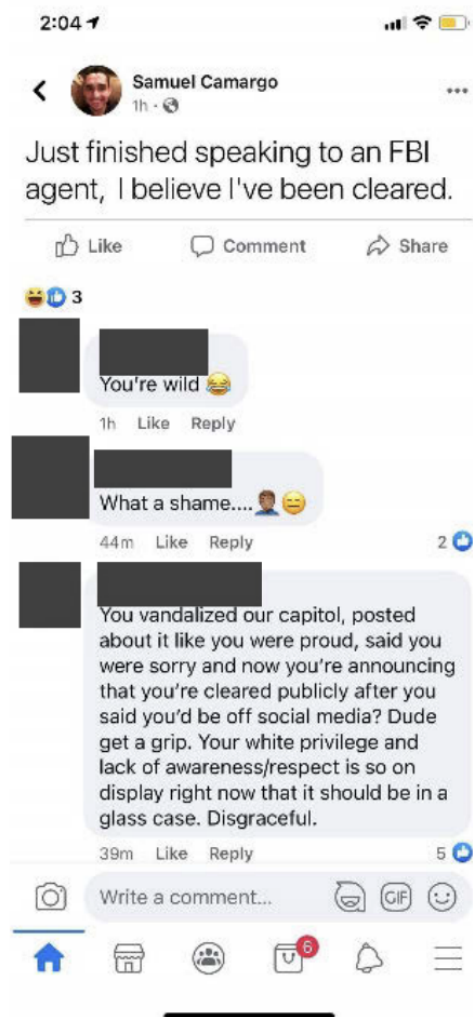 2:04
Samuel Camargo
1h ·
Just finished speaking to an FBI
agent, I believe I've been cleared.
Like Comment Share
3
You're wild 😂
1h Like Reply
What a shame.... 🤦🏾‍♂️😑
44m Like Reply 2
You vandalized our capitol, posted
about it like you were proud, said you
were sorry and now you're announcing
that you're cleared publicly after you
said you'd be off social media? Dude
get a grip. Your white privilege and
lack of awareness/respect is so on
display right now that it should be in a
glass case. Disgraceful.
39m Like Reply 5
Write a comment... GIF
6